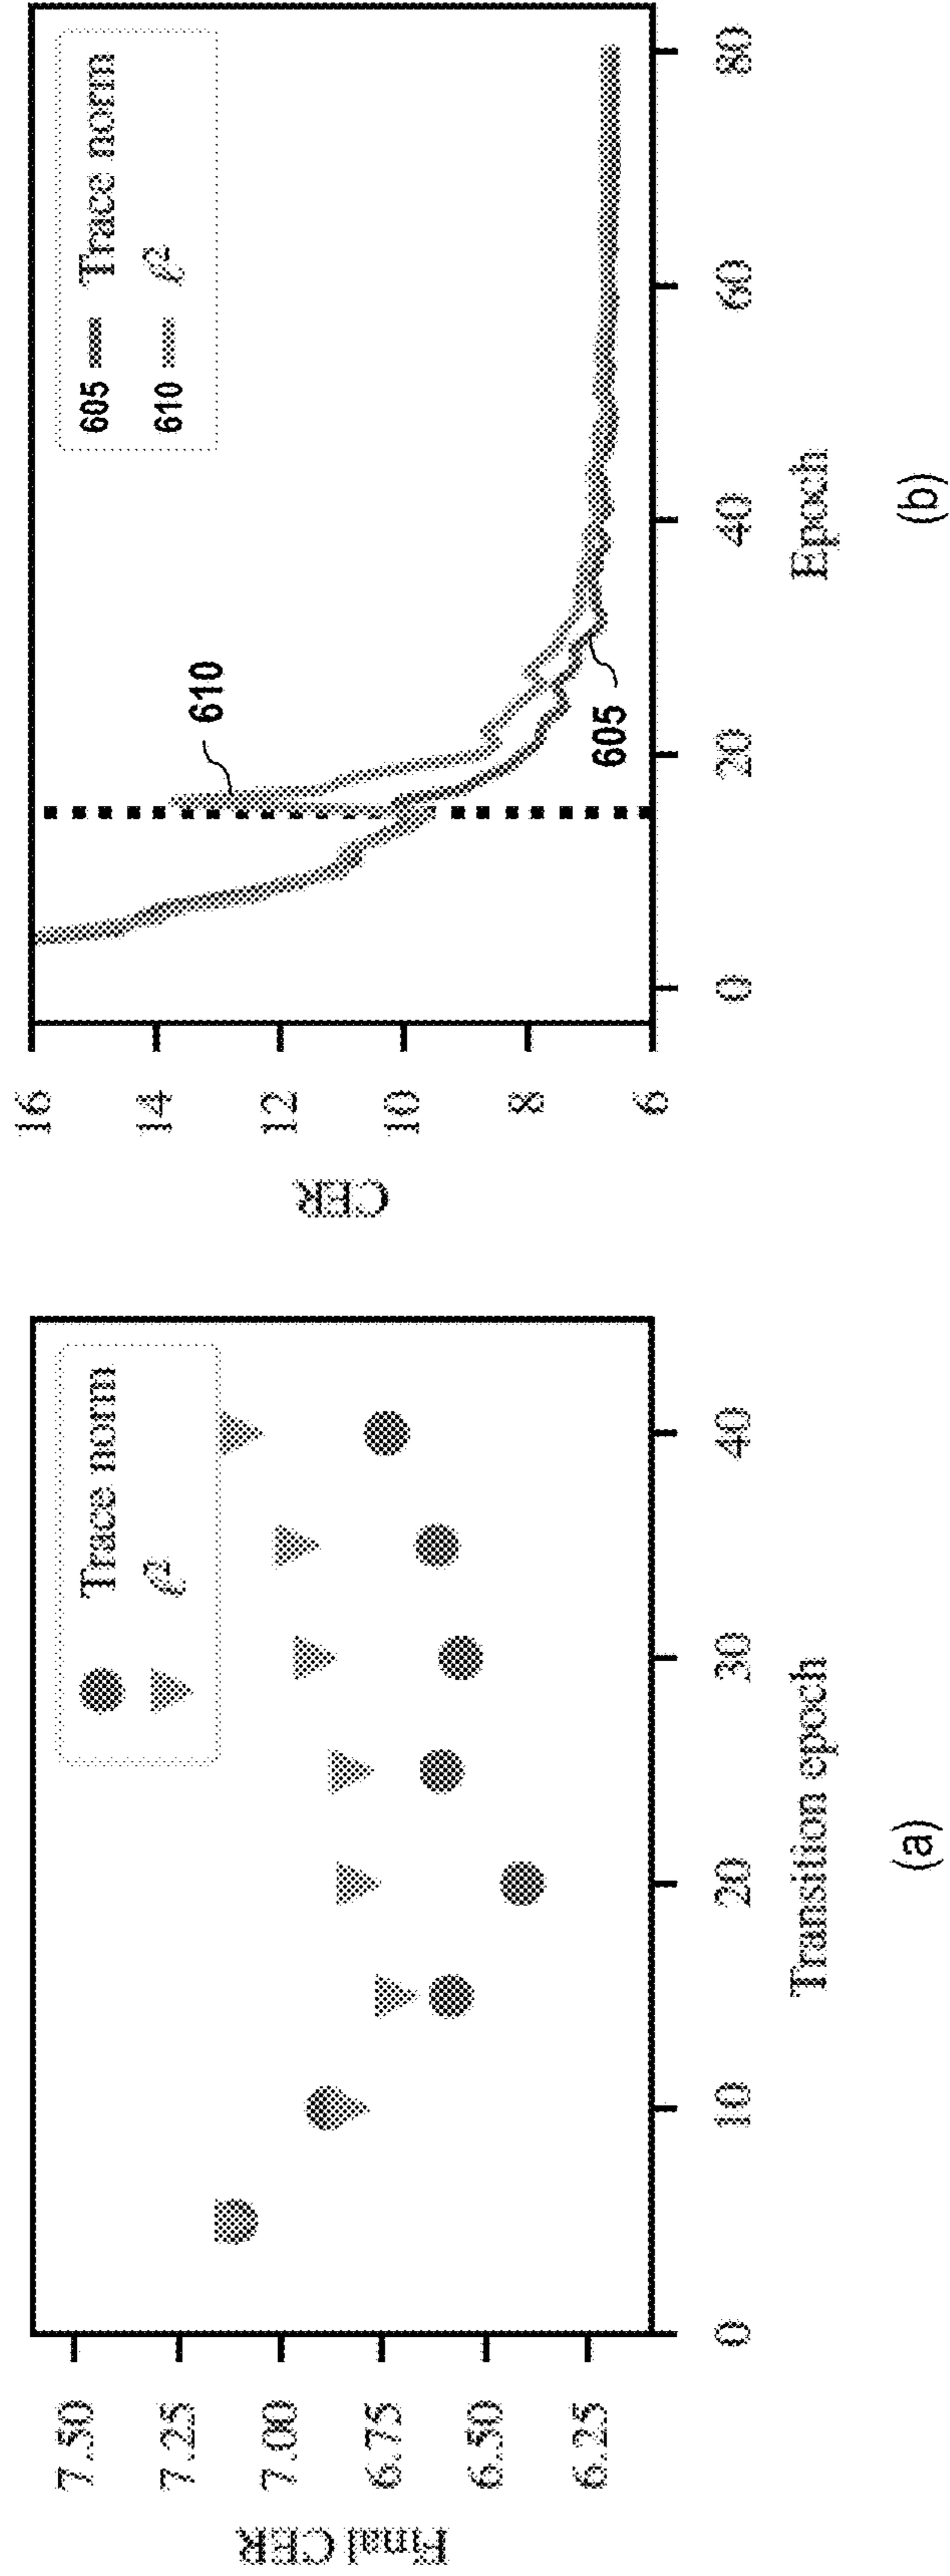 Final CER
7.50
7.25
7.00
6.75
6.50
6.25
0
10
20
30
40
Transition epoch
Trace norm
ℓ²
(a)
CER
16
14
12
10
8
6
0
20
40
60
80
Epoch
605 Trace norm
610 ℓ²
610
605
(b)